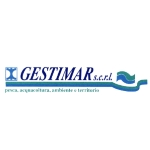 GESTIMAR s.c.r.l.
pesca, acquacoltura, ambiente e territorio